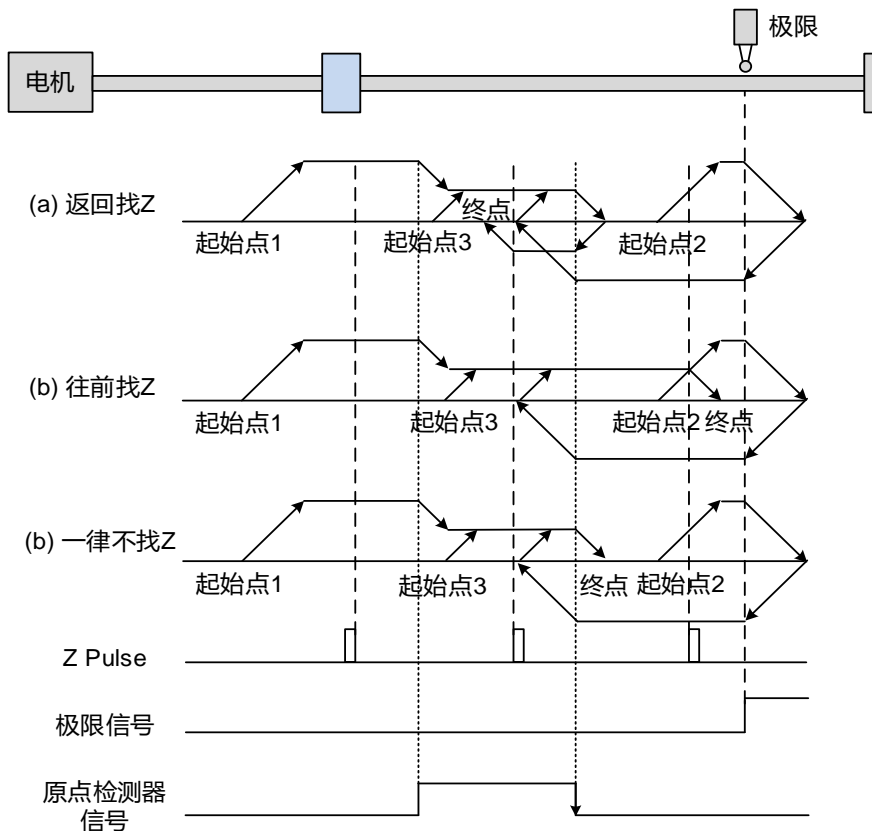 极限
电机
(a) 返回找Z
终点
起始点1
起始点3
起始点2
(b) 往前找Z
起始点1
起始点3
起始点2
终点
(b) 一律不找Z
起始点1
起始点3
终点
起始点2
Z Pulse
极限信号
原点检测器
信号